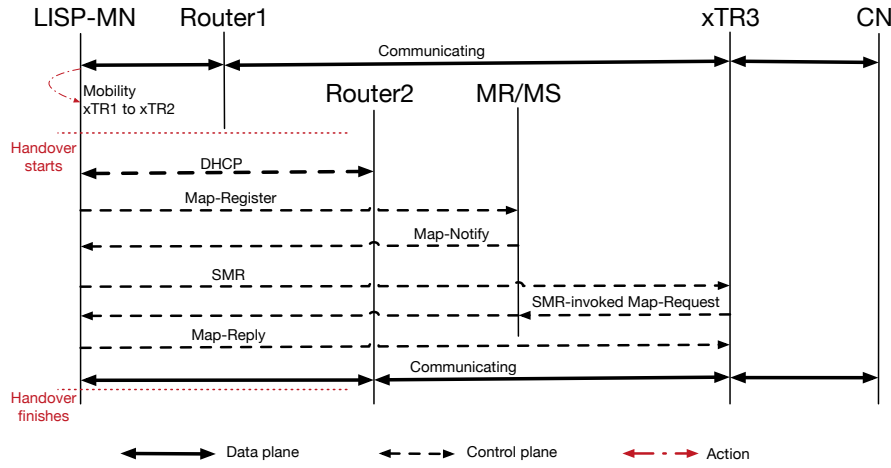 LISP-MN Router1 xTR3 CN
Communicating
Mobility
xTR1 to xTR2
Router2 MR/MS
Handover
starts
DHCP
Map-Register
Map-Notify
SMR
SMR-invoked Map-Request
Map-Reply
Communicating
Handover
finishes
Data plane Control plane Action